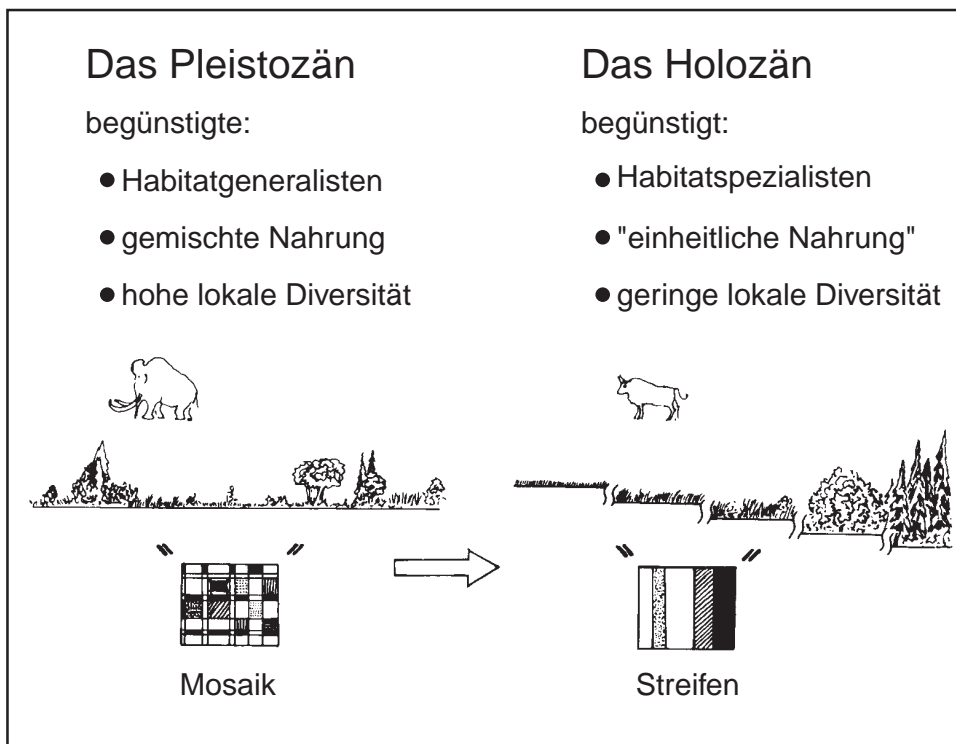 Das Pleistozän
begünstigte:
● Habitatgeneralisten
● gemischte Nahrung
● hohe lokale Diversität
Mosaik
Das Holozän
begünstigt:
● Habitatspezialisten
● "einheitliche Nahrung"
● geringe lokale Diversität
Streifen